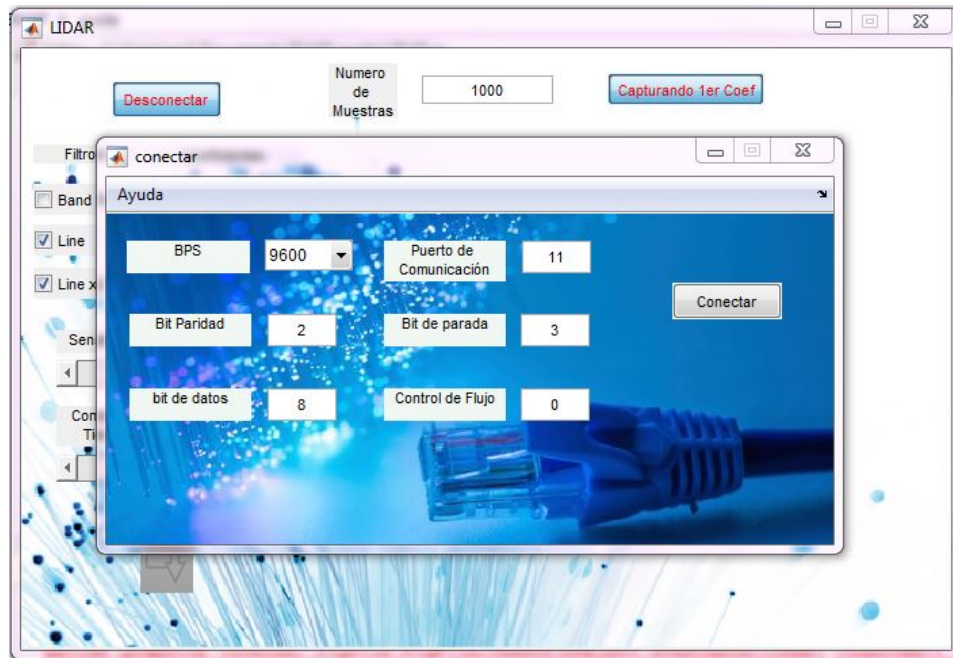 LIDAR
Desconectar
Numero
de
Muestras
1000
Capturando 1er Coef
Filtro
Band
Line
Line x
Sen
Con
Ti
conectar
Ayuda
BPS
9600
Puerto de
Comunicación
11
Conectar
Bit Paridad
2
Bit de parada
3
bit de datos
8
Control de Flujo
0